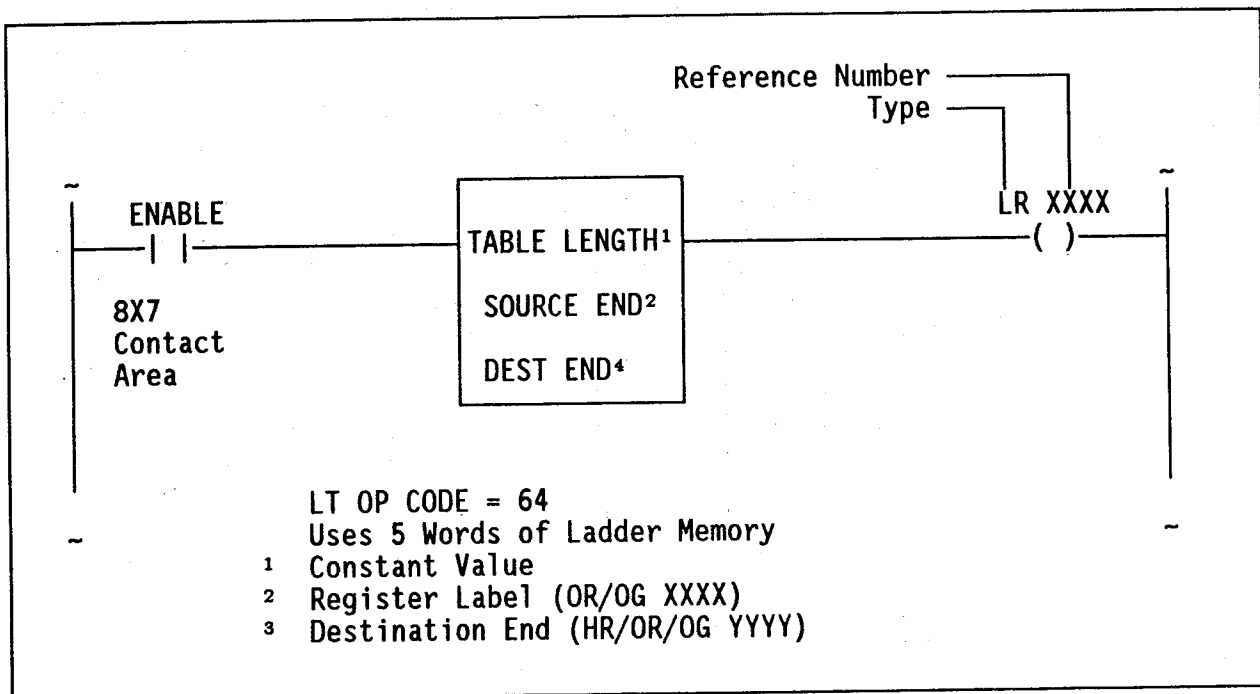 Reference Number
Type
~ ~
ENABLE LR XXXX
( )
TABLE LENGTH¹
8X7
Contact
Area
SOURCE END²
DEST END⁴
LT OP CODE = 64
~ Uses 5 Words of Ladder Memory ~
¹ Constant Value
² Register Label (OR/OG XXXX)
³ Destination End (HR/OR/OG YYYY)